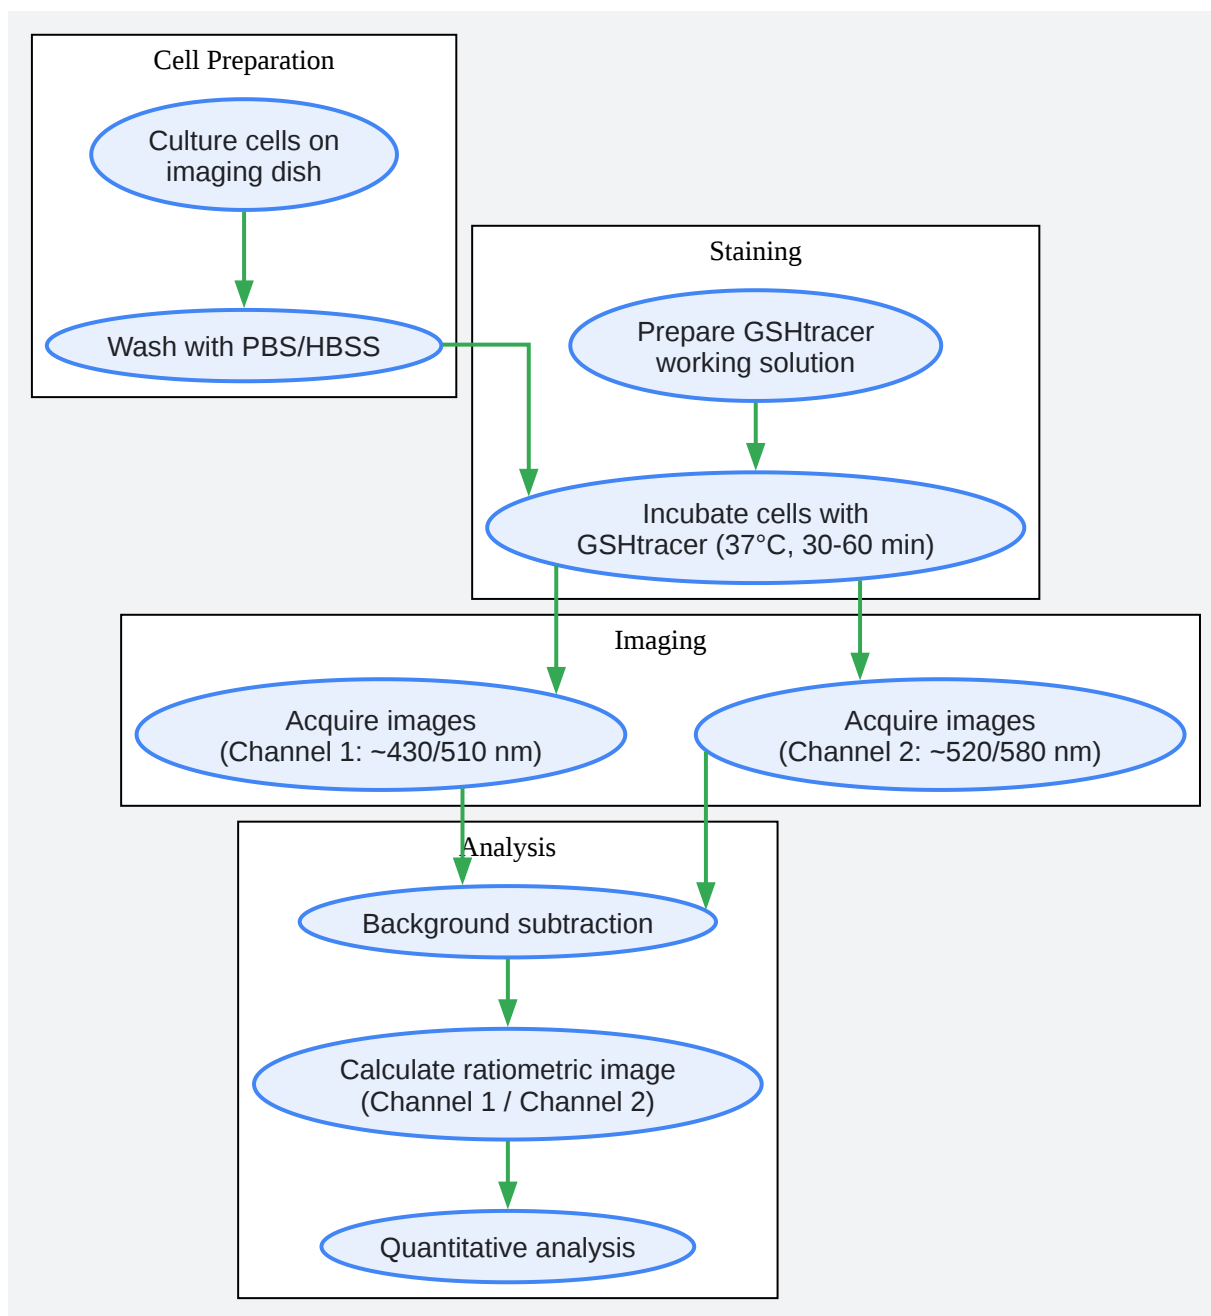 Cell Preparation
Culture cells on
imaging dish
Wash with PBS/HBSS
Staining
Prepare GSHtracer
working solution
Incubate cells with
GSHtracer (37°C, 30-60 min)
Imaging
Acquire images
(Channel 1: ~430/510 nm)
Acquire images
(Channel 2: ~520/580 nm)
Analysis
Background subtraction
Calculate ratiometric image
(Channel 1 / Channel 2)
Quantitative analysis